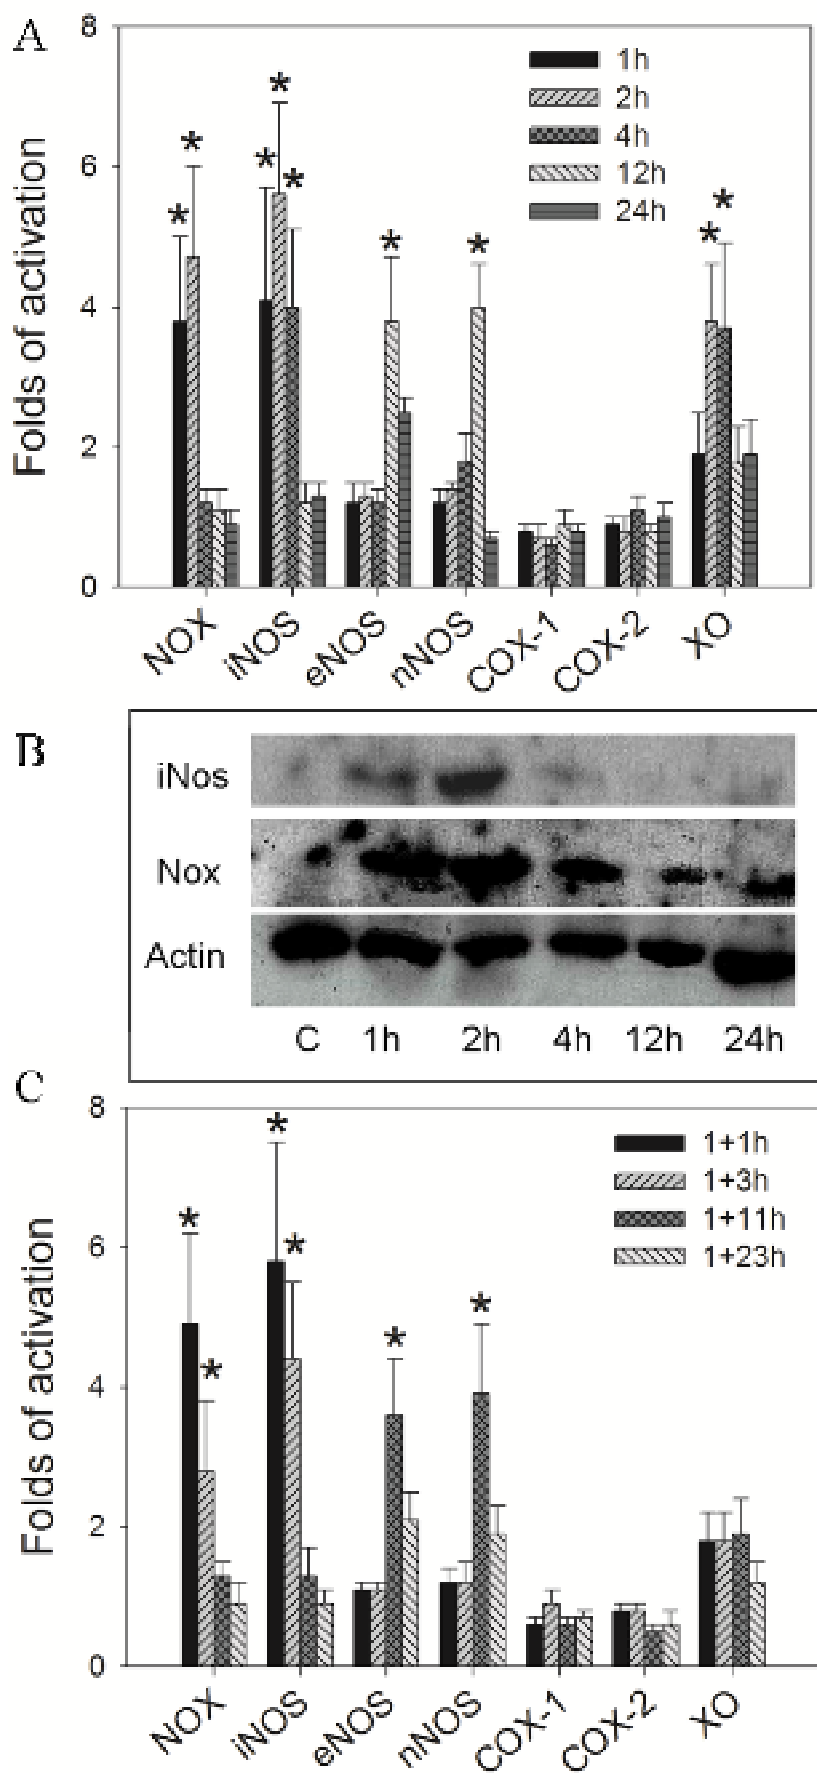 A
8
6
4
2
0
Folds of activation
1h
2h
4h
12h
24h
*
*
*
*
*
*
*
*
*
NOX
iNOS
eNOS
nNOS
COX-1
COX-2
XO
B
iNos
Nox
Actin
C 1h 2h 4h 12h 24h
C
8
6
4
2
0
Folds of activation
1+1h
1+3h
1+11h
1+23h
*
*
*
*
*
*
NOX
iNOS
eNOS
nNOS
COX-1
COX-2
XO